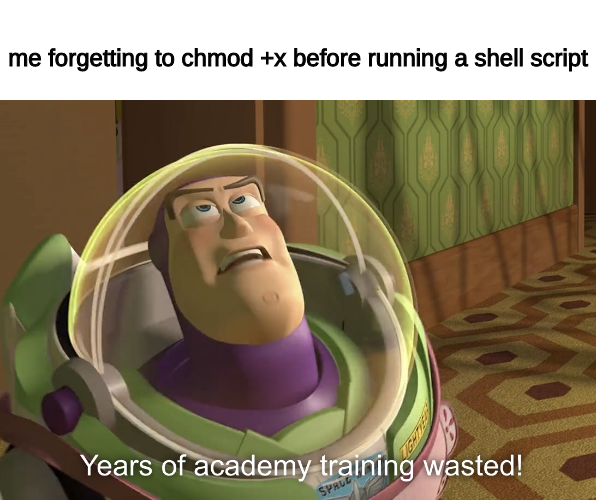 me forgetting to chmod +x before running a shell script
Years of academy training wasted!